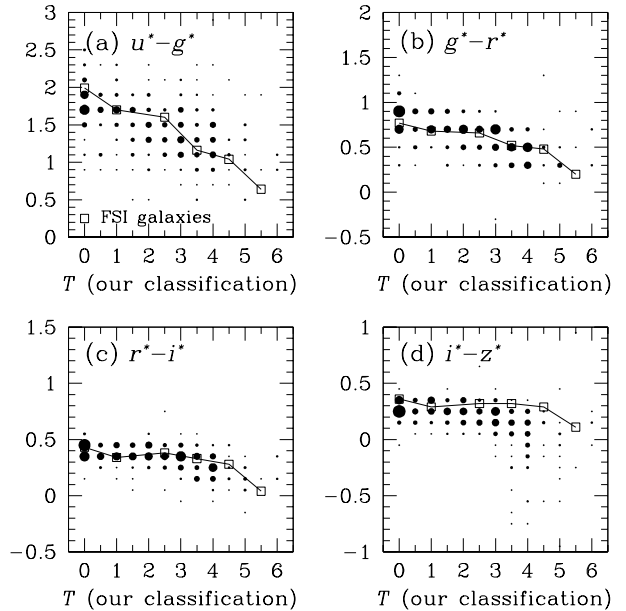 (a) u*−g*
3
2.5
2
1.5
1
0.5
0
□ FSI galaxies
0 1 2 3 4 5 6
T (our classification)
(b) g*−r*
2
1.5
1
0.5
0
−0.5
0 1 2 3 4 5 6
T (our classification)
(c) r*−i*
1.5
1
0.5
0
−0.5
0 1 2 3 4 5 6
T (our classification)
(d) i*−z*
1
0.5
0
−0.5
−1
0 1 2 3 4 5 6
T (our classification)